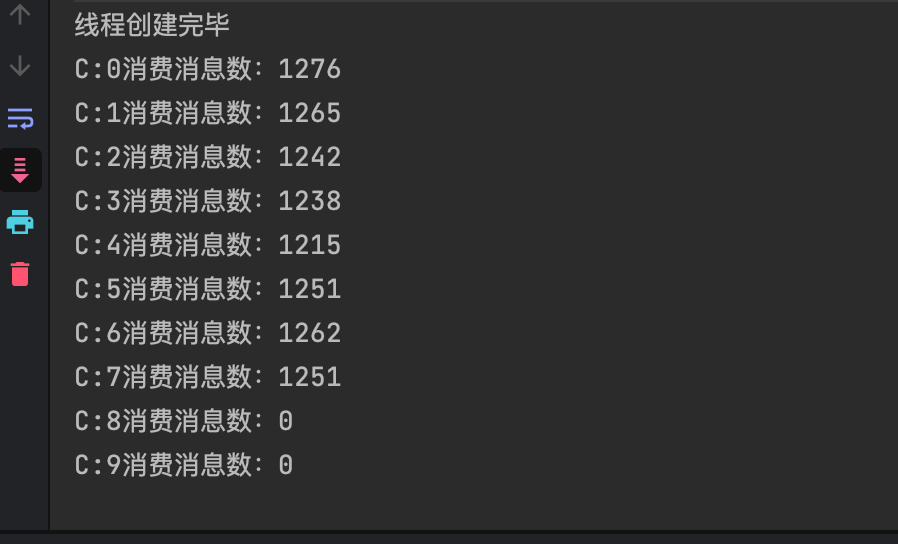 线程创建完毕
C:0消费消息数：1276
C:1消费消息数：1265
C:2消费消息数：1242
C:3消费消息数：1238
C:4消费消息数：1215
C:5消费消息数：1251
C:6消费消息数：1262
C:7消费消息数：1251
C:8消费消息数：0
C:9消费消息数：0